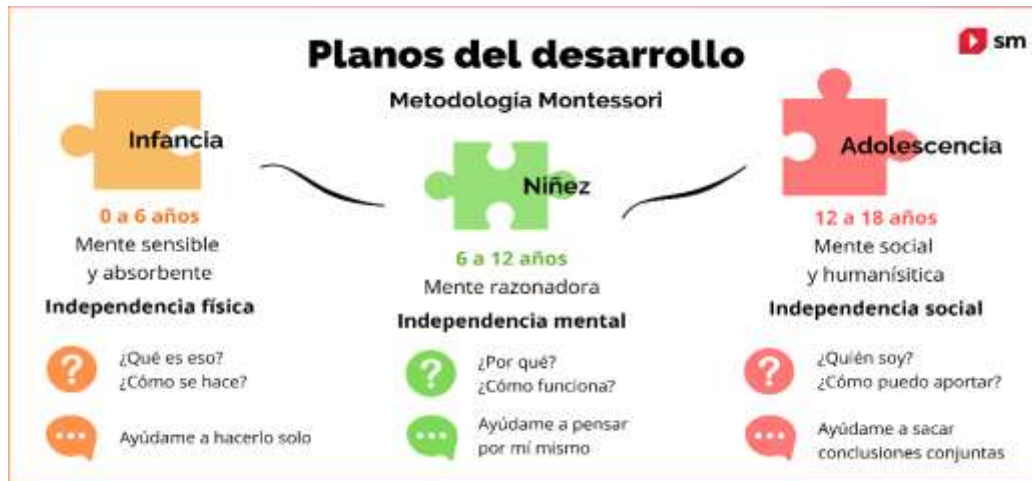 Planos del desarrollo
sm
Metodología Montessori
Infancia
0 a 6 años
Mente sensible
y absorbente
Independencia física
¿Qué es eso?
¿Cómo se hace?
Ayúdame a hacerlo solo
Niñez
6 a 12 años
Mente razonadora
Independencia mental
¿Por qué?
¿Cómo funciona?
Ayúdame a pensar
por mí mismo
Adolescencia
12 a 18 años
Mente social
y humanísitica
Independencia social
¿Quién soy?
¿Cómo puedo aportar?
Ayúdame a sacar
conclusiones conjuntas